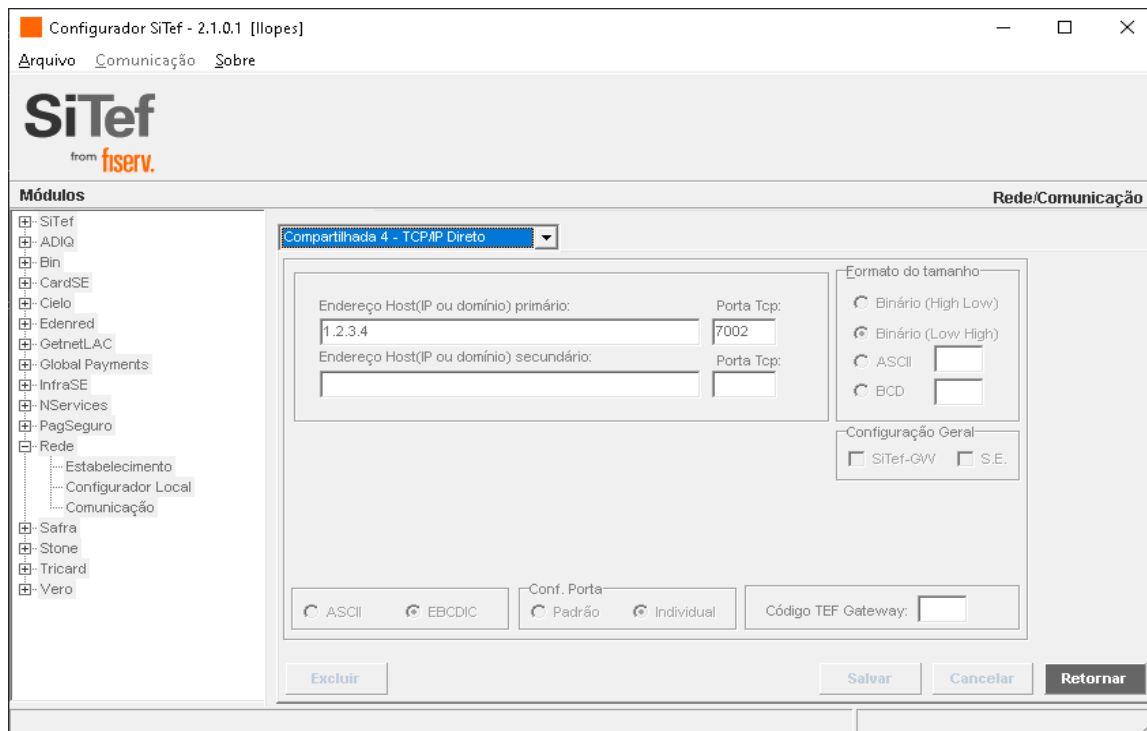 Configurador SiTef - 2.1.0.1 [llopes]
Arquivo Comunicação Sobre
SiTef
from fiserv.
Módulos
Rede/Comunicação
SiTef
ADIQ
Bin
CardSE
Cielo
Edenred
GetnetLAC
Global Payments
InfraSE
NServices
PagSeguro
Rede
Estabelecimento
Configurador Local
Comunicação
Safra
Stone
Tricard
Vero
Compartilhada 4 - TCP/IP Direto
Endereço Host(IP ou domínio) primário: Porta Tcp:
1.2.3.4 7002
Endereço Host(IP ou domínio) secundário: Porta Tcp:
Formato do tamanho
Binário (High Low)
Binário (Low High)
ASCII
BCD
Configuração Geral
SiTef-GW S.E.
ASCII EBCDIC
Conf. Porta
Padrão Individual
Código TEF Gateway:
Excluir Salvar Cancelar Retornar